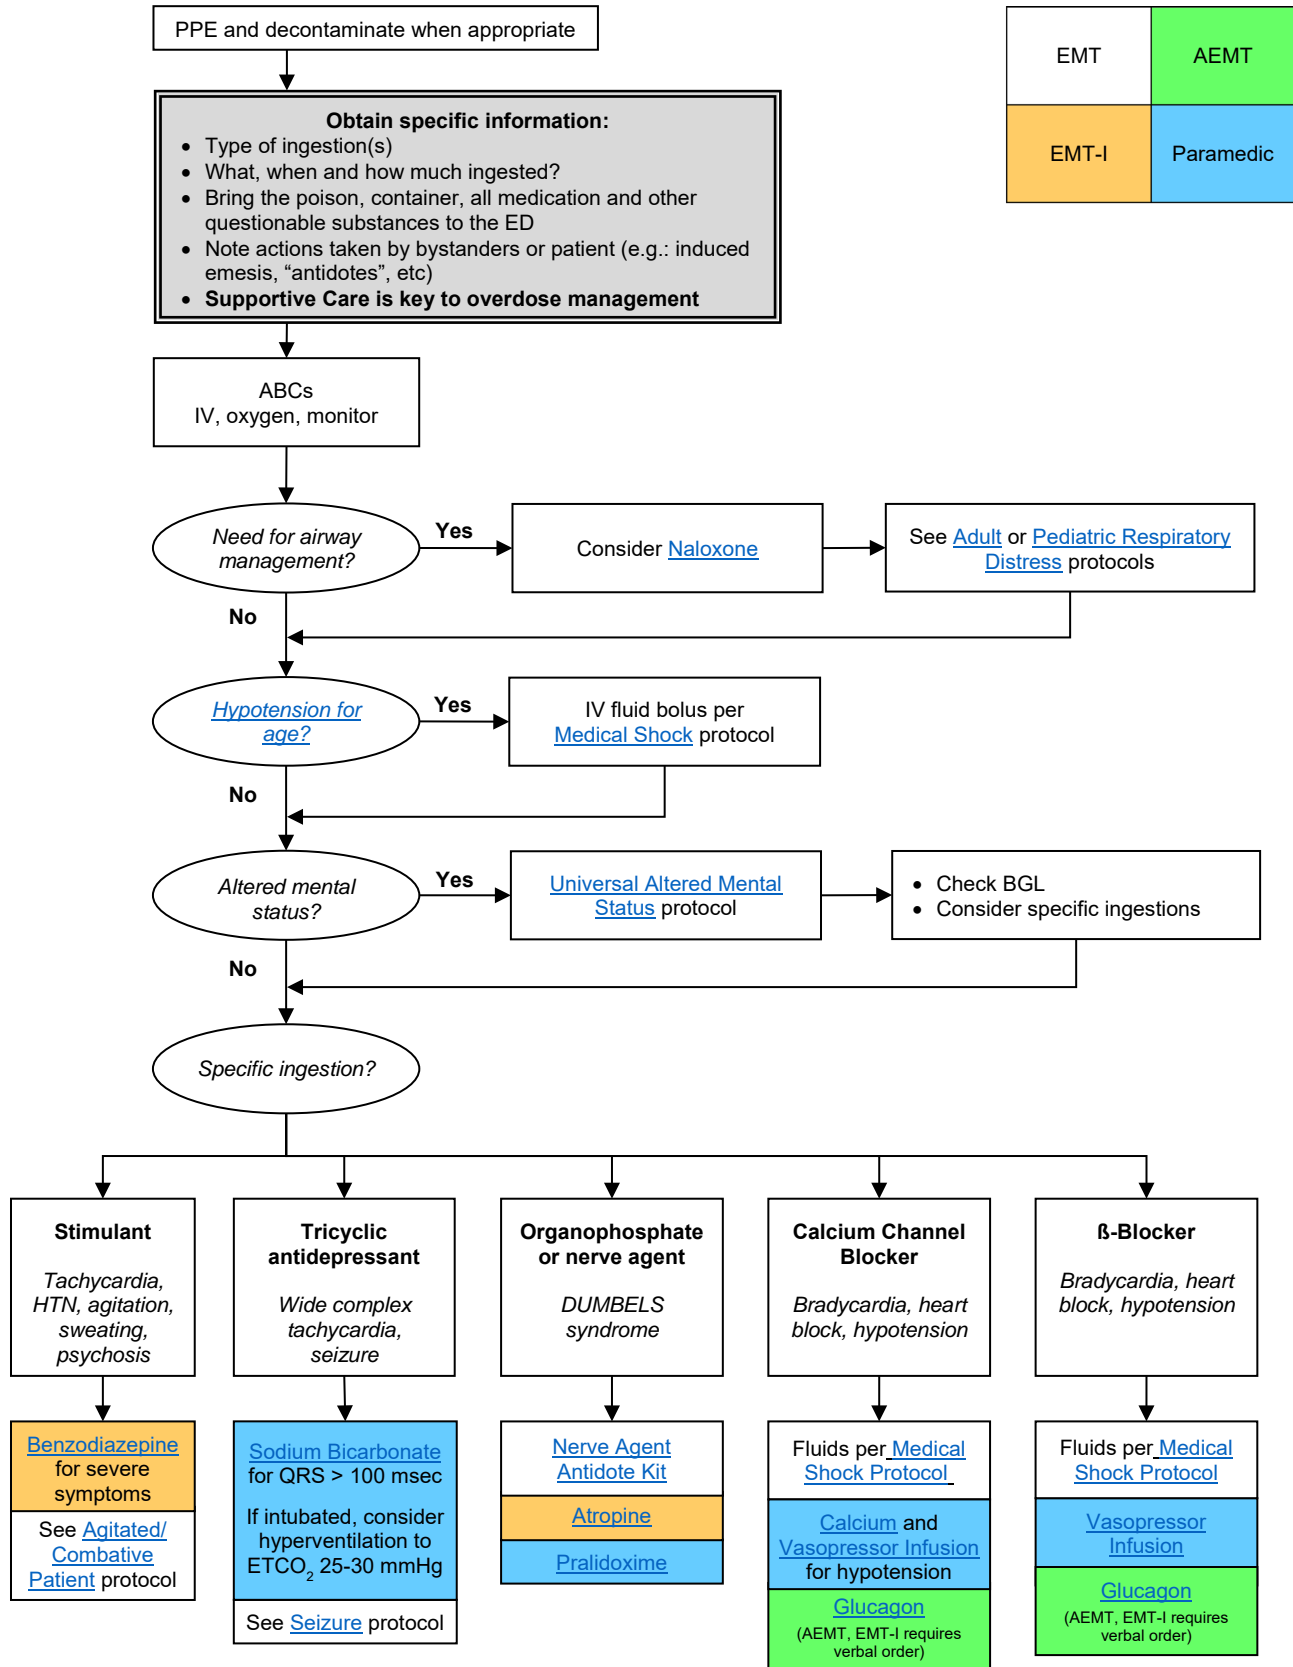 PPE and decontaminate when appropriate
EMT
AEMT
EMT-I
Paramedic
Obtain specific information:
• Type of ingestion(s)
• What, when and how much ingested?
• Bring the poison, container, all medication and other
questionable substances to the ED
• Note actions taken by bystanders or patient (e.g.: induced
emesis, “antidotes”, etc)
• Supportive Care is key to overdose management
ABCs
IV, oxygen, monitor
Need for airway
management?
Yes
Consider Naloxone
See Adult or Pediatric Respiratory
Distress protocols
No
Hypotension for
age?
Yes
IV fluid bolus per
Medical Shock protocol
No
Altered mental
status?
Yes
Universal Altered Mental
Status protocol
• Check BGL
• Consider specific ingestions
No
Specific ingestion?
Stimulant
Tachycardia,
HTN, agitation,
sweating,
psychosis
Benzodiazepine
for severe
symptoms
See Agitated/
Combative
Patient protocol
Tricyclic
antidepressant
Wide complex
tachycardia,
seizure
Sodium Bicarbonate
for QRS > 100 msec
If intubated, consider
hyperventilation to
ETCO2 25-30 mmHg
See Seizure protocol
Organophosphate
or nerve agent
DUMBELS
syndrome
Nerve Agent
Antidote Kit
Atropine
Pralidoxime
Calcium Channel
Blocker
Bradycardia, heart
block, hypotension
Fluids per Medical
Shock Protocol
Calcium and
Vasopressor Infusion
for hypotension
Glucagon
(AEMT, EMT-I requires
verbal order)
ß-Blocker
Bradycardia, heart
block, hypotension
Fluids per Medical
Shock Protocol
Vasopressor
Infusion
Glucagon
(AEMT, EMT-I requires
verbal order)